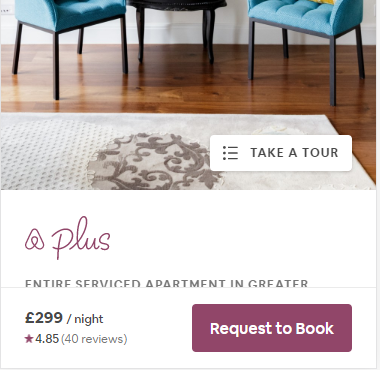 TAKE A TOUR
plus
ENTIRE SERVICED APARTMENT IN GREATER
£299 / night
★4.85 (40 reviews)
Request to Book